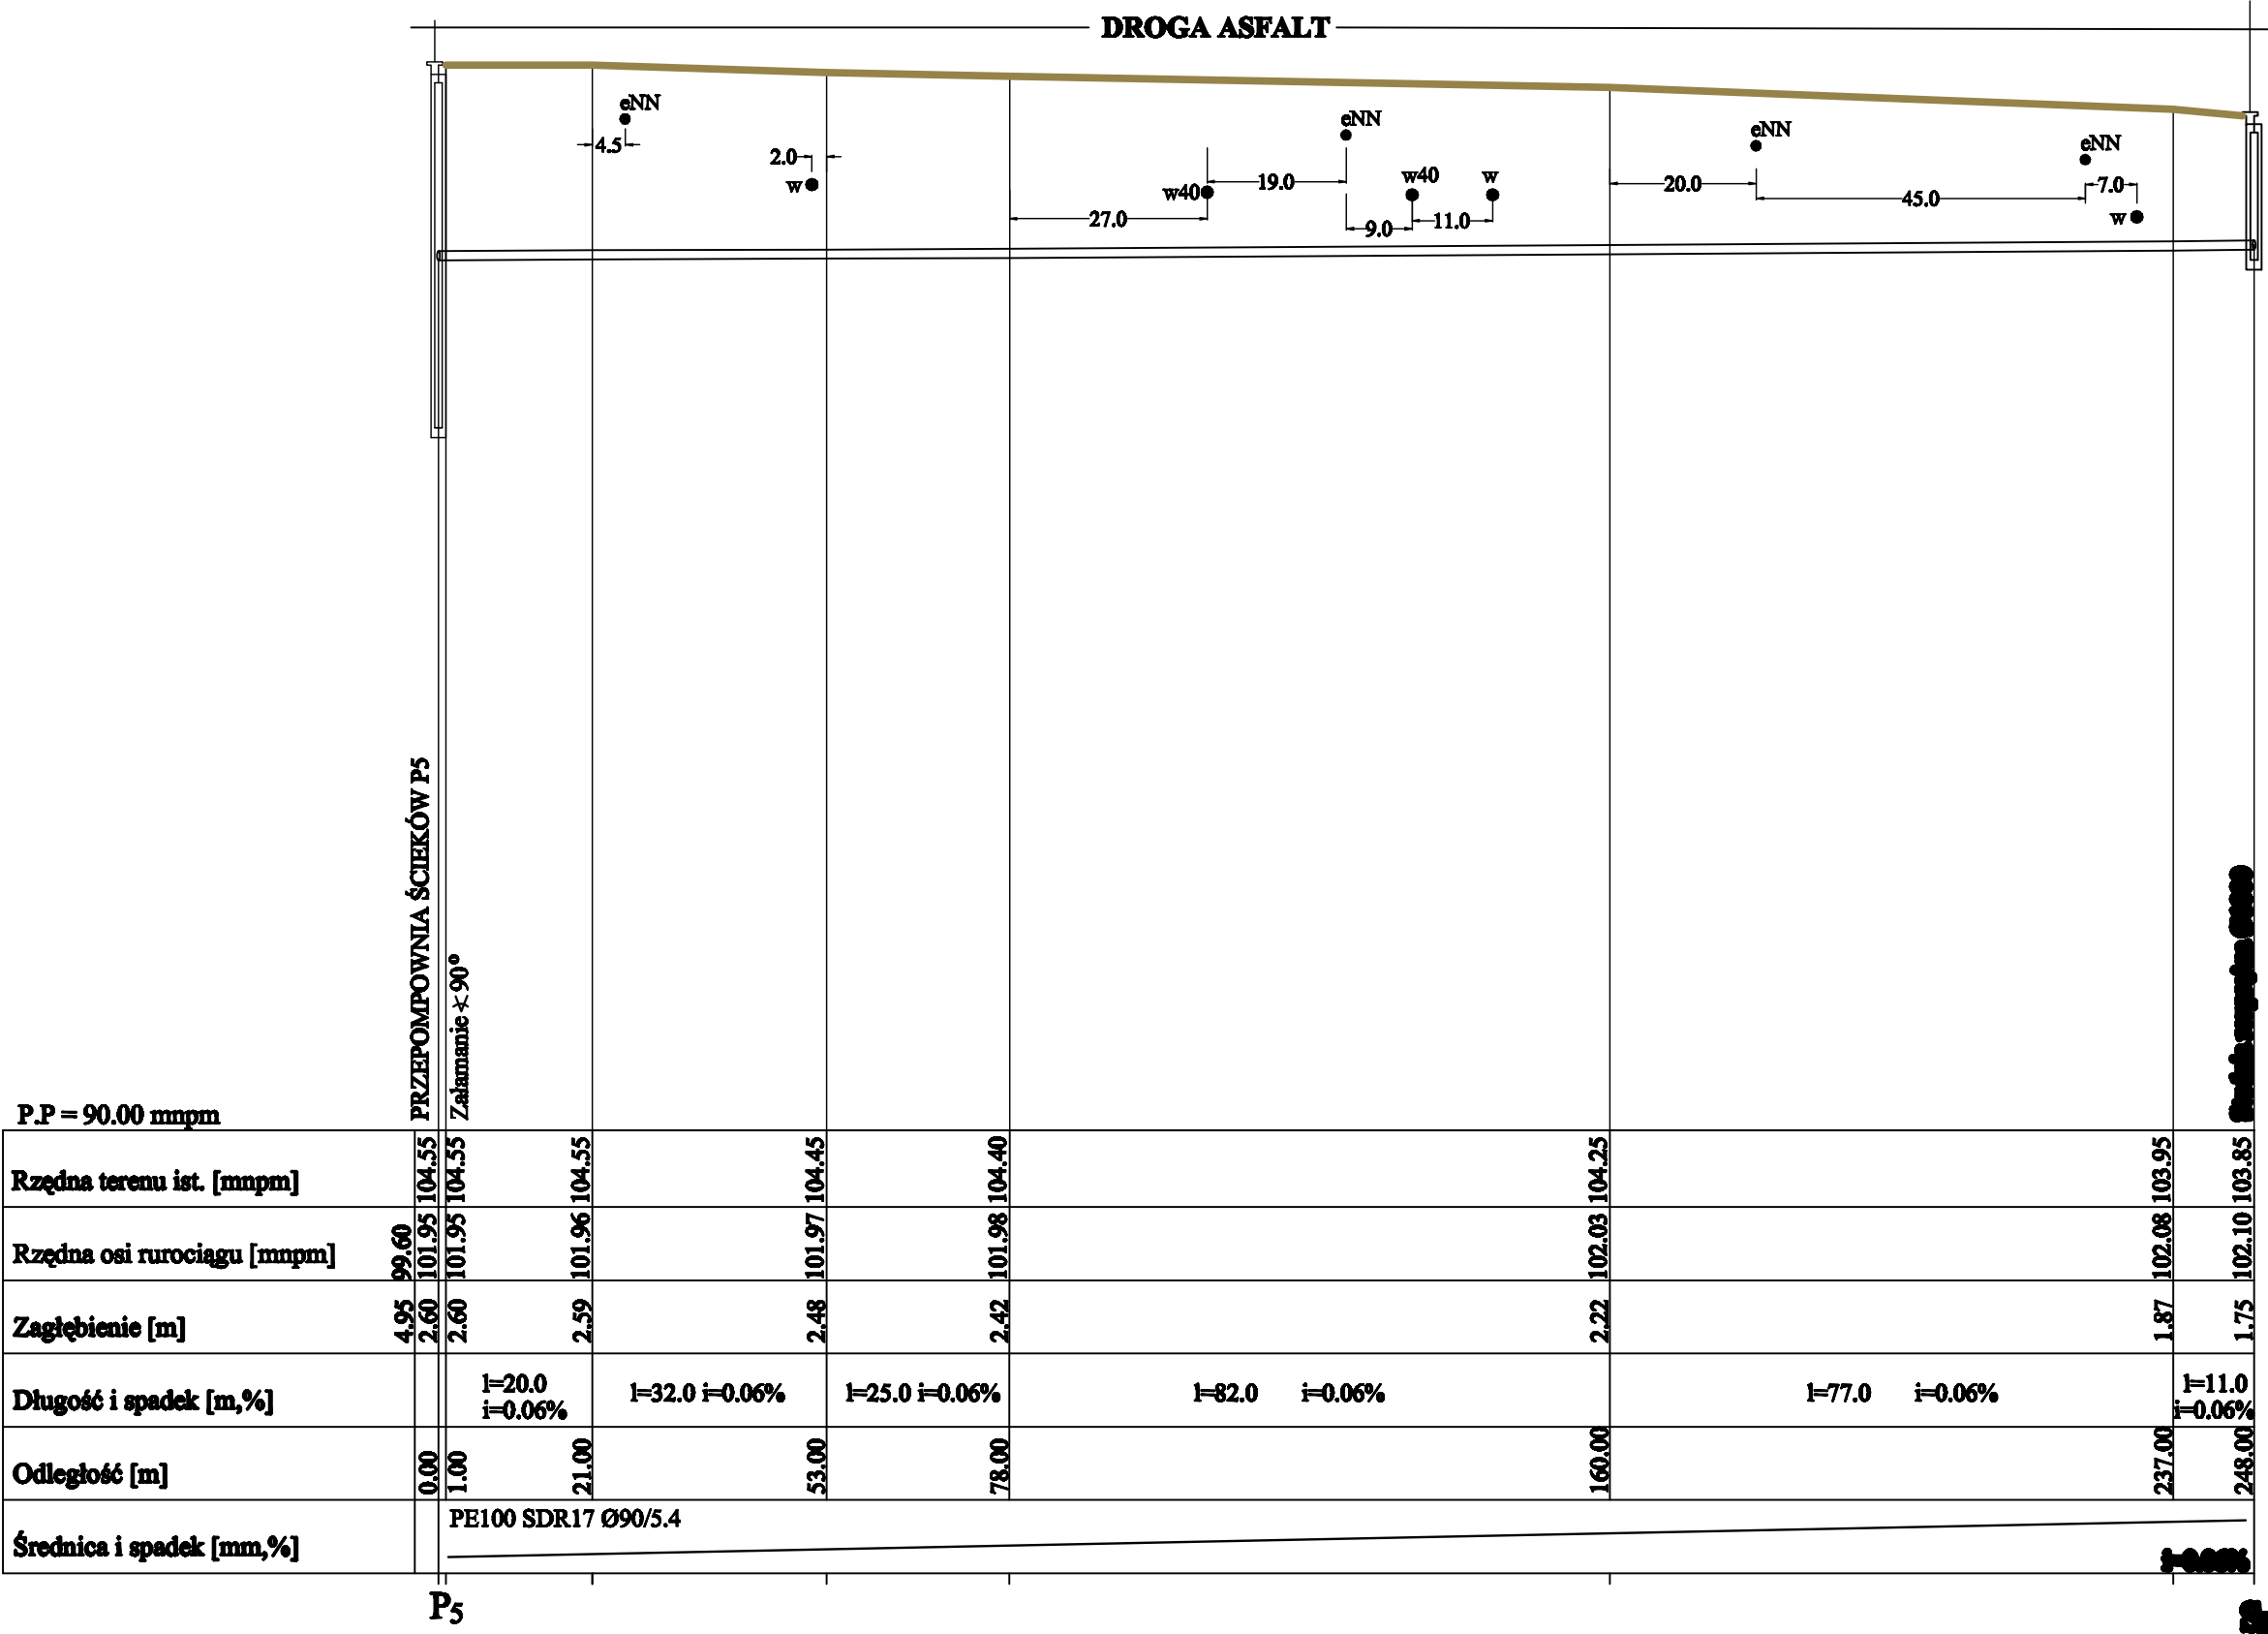 DROGA ASFALT
eNN
4.5
2.0
w
w40
19.0
27.0
eNN
w40
w
9.0
11.0
eNN
20.0
45.0
eNN
7.0
w
PRZEPOMPOWNIA ŚCIEKÓW P5
Załamanie ∢ 90°
P.P = 90.00 mnpm
Rzędna terenu ist. [mnpm]
104.55
104.55
104.55
104.45
104.40
104.25
103.95
103.85
Rzędna osi rurociągu [mnpm]
99.60
101.95
101.95
101.96
101.97
101.98
102.03
102.08
102.10
Zagłębienie [m]
4.95
2.60
2.60
2.59
2.48
2.42
2.22
1.87
1.75
Długość i spadek [m,%]
l=20.0
i=0.06%
l=32.0 i=0.06%
l=25.0 i=0.06%
l=82.0 i=0.06%
l=77.0 i=0.06%
l=11.0
i=0.06%
Odległość [m]
0.00
1.00
21.00
53.00
78.00
160.00
237.00
248.00
Średnica i spadek [mm,%]
PE100 SDR17 Ø90/5.4
P5